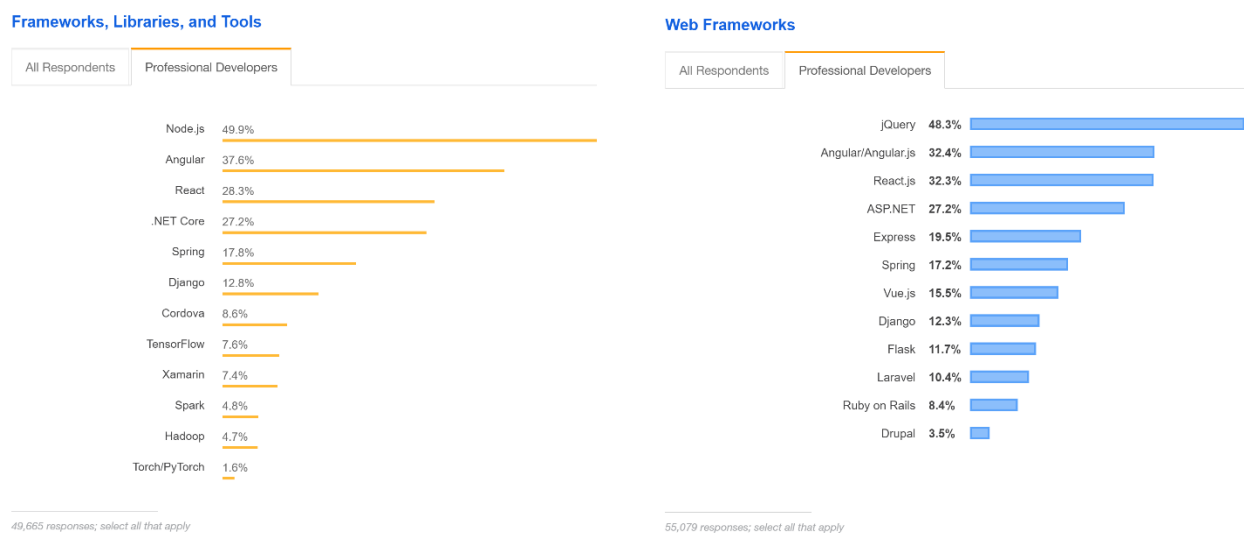 Frameworks, Libraries, and Tools
All Respondents
Professional Developers
Node.js 49.9%
Angular 37.6%
React 28.3%
.NET Core 27.2%
Spring 17.8%
Django 12.8%
Cordova 8.6%
TensorFlow 7.6%
Xamarin 7.4%
Spark 4.8%
Hadoop 4.7%
Torch/PyTorch 1.6%
49,665 responses; select all that apply
Web Frameworks
All Respondents
Professional Developers
jQuery 48.3%
Angular/Angular.js 32.4%
React.js 32.3%
ASP.NET 27.2%
Express 19.5%
Spring 17.2%
Vue.js 15.5%
Django 12.3%
Flask 11.7%
Laravel 10.4%
Ruby on Rails 8.4%
Drupal 3.5%
55,079 responses; select all that apply